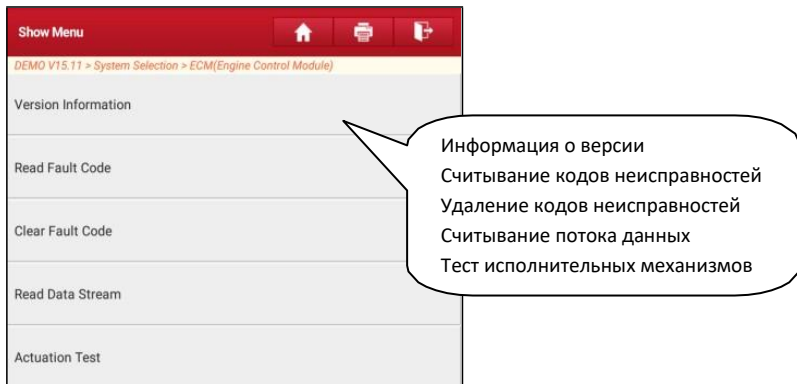 Show Menu
DEMO V15.11 > System Selection > ECM(Engine Control Module)
Version Information
Read Fault Code
Clear Fault Code
Read Data Stream
Actuation Test
Информация о версии
Считывание кодов неисправностей
Удаление кодов неисправностей
Считывание потока данных
Тест исполнительных механизмов